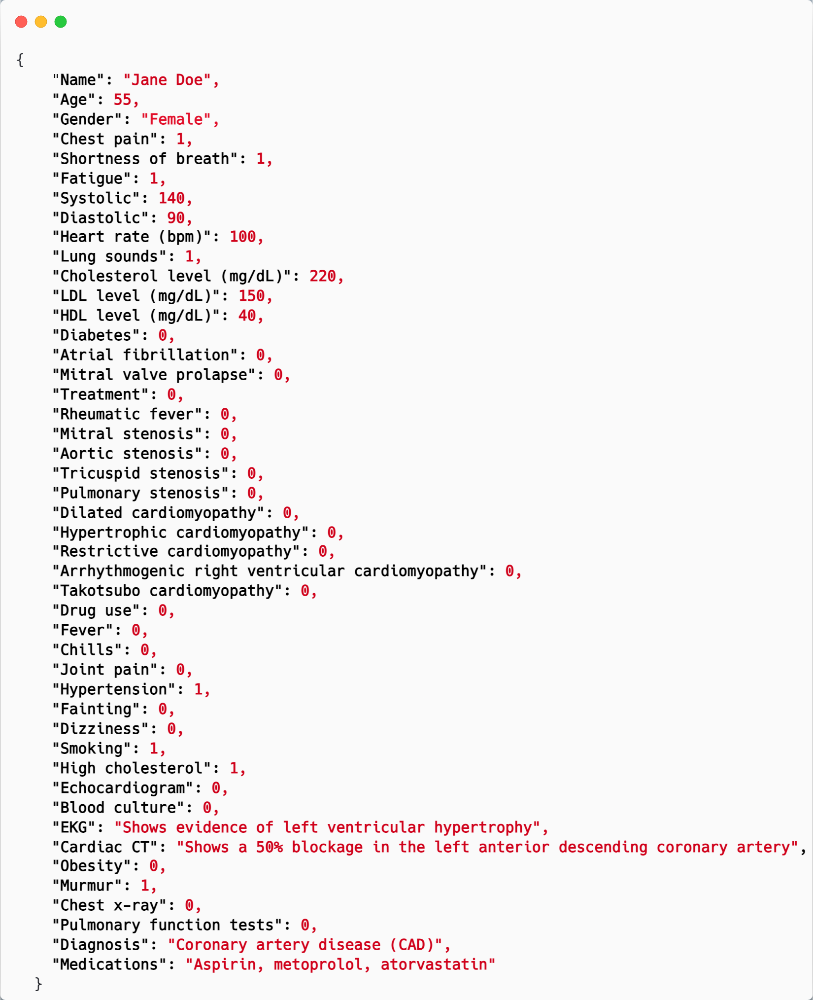 {
"Name": "Jane Doe",
"Age": 55,
"Gender": "Female",
"Chest pain": 1,
"Shortness of breath": 1,
"Fatigue": 1,
"Systolic": 140,
"Diastolic": 90,
"Heart rate (bpm)": 100,
"Lung sounds": 1,
"Cholesterol level (mg/dL)": 220,
"LDL level (mg/dL)": 150,
"HDL level (mg/dL)": 40,
"Diabetes": 0,
"Atrial fibrillation": 0,
"Mitral valve prolapse": 0,
"Treatment": 0,
"Rheumatic fever": 0,
"Mitral stenosis": 0,
"Aortic stenosis": 0,
"Tricuspid stenosis": 0,
"Pulmonary stenosis": 0,
"Dilated cardiomyopathy": 0,
"Hypertrophic cardiomyopathy": 0,
"Restrictive cardiomyopathy": 0,
"Arrhythmogenic right ventricular cardiomyopathy": 0,
"Takotsubo cardiomyopathy": 0,
"Drug use": 0,
"Fever": 0,
"Chills": 0,
"Joint pain": 0,
"Hypertension": 1,
"Fainting": 0,
"Dizziness": 0,
"Smoking": 1,
"High cholesterol": 1,
"Echocardiogram": 0,
"Blood culture": 0,
"EKG": "Shows evidence of left ventricular hypertrophy",
"Cardiac CT": "Shows a 50% blockage in the left anterior descending coronary artery",
"Obesity": 0,
"Murmur": 1,
"Chest x-ray": 0,
"Pulmonary function tests": 0,
"Diagnosis": "Coronary artery disease (CAD)",
"Medications": "Aspirin, metoprolol, atorvastatin"
}